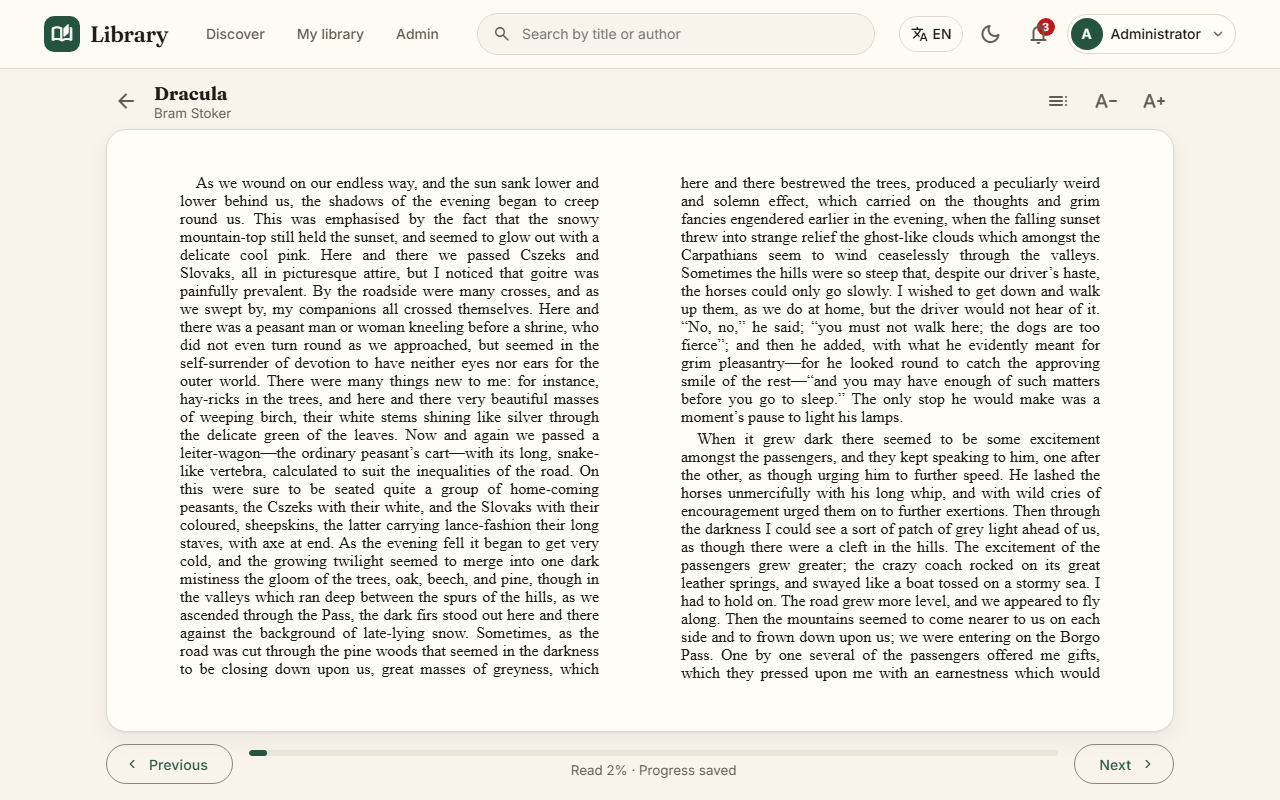 Library
Discover
My library
Admin
Search by title or author
EN
3
A
Administrator
Dracula
Bram Stoker
A−
A+
As we wound on our endless way, and the sun sank lower and
lower behind us, the shadows of the evening began to creep
round us. This was emphasised by the fact that the snowy
mountain-top still held the sunset, and seemed to glow out with a
delicate cool pink. Here and there we passed Cszeks and
Slovaks, all in picturesque attire, but I noticed that goitre was
painfully prevalent. By the roadside were many crosses, and as
we swept by, my companions all crossed themselves. Here and
there was a peasant man or woman kneeling before a shrine, who
did not even turn round as we approached, but seemed in the
self-surrender of devotion to have neither eyes nor ears for the
outer world. There were many things new to me: for instance,
hay-ricks in the trees, and here and there very beautiful masses
of weeping birch, their white stems shining like silver through
the delicate green of the leaves. Now and again we passed a
leiter-wagon—the ordinary peasant’s cart—with its long, snake-
like vertebra, calculated to suit the inequalities of the road. On
this were sure to be seated quite a group of home-coming
peasants, the Cszeks with their white, and the Slovaks with their
coloured, sheepskins, the latter carrying lance-fashion their long
staves, with axe at end. As the evening fell it began to get very
cold, and the growing twilight seemed to merge into one dark
mistiness the gloom of the trees, oak, beech, and pine, though in
the valleys which ran deep between the spurs of the hills, as we
ascended through the Pass, the dark firs stood out here and there
against the background of late-lying snow. Sometimes, as the
road was cut through the pine woods that seemed in the darkness
to be closing down upon us, great masses of greyness, which
here and there bestrewed the trees, produced a peculiarly weird
and solemn effect, which carried on the thoughts and grim
fancies engendered earlier in the evening, when the falling sunset
threw into strange relief the ghost-like clouds which amongst the
Carpathians seem to wind ceaselessly through the valleys.
Sometimes the hills were so steep that, despite our driver’s haste,
the horses could only go slowly. I wished to get down and walk
up them, as we do at home, but the driver would not hear of it.
“No, no,” he said; “you must not walk here; the dogs are too
fierce”; and then he added, with what he evidently meant for
grim pleasantry—for he looked round to catch the approving
smile of the rest—“and you may have enough of such matters
before you go to sleep.” The only stop he would make was a
moment’s pause to light his lamps.
When it grew dark there seemed to be some excitement
amongst the passengers, and they kept speaking to him, one after
the other, as though urging him to further speed. He lashed the
horses unmercifully with his long whip, and with wild cries of
encouragement urged them on to further exertions. Then through
the darkness I could see a sort of patch of grey light ahead of us,
as though there were a cleft in the hills. The excitement of the
passengers grew greater; the crazy coach rocked on its great
leather springs, and swayed like a boat tossed on a stormy sea. I
had to hold on. The road grew more level, and we appeared to fly
along. Then the mountains seemed to come nearer to us on each
side and to frown down upon us; we were entering on the Borgo
Pass. One by one several of the passengers offered me gifts,
which they pressed upon me with an earnestness which would
Previous
Read 2% · Progress saved
Next